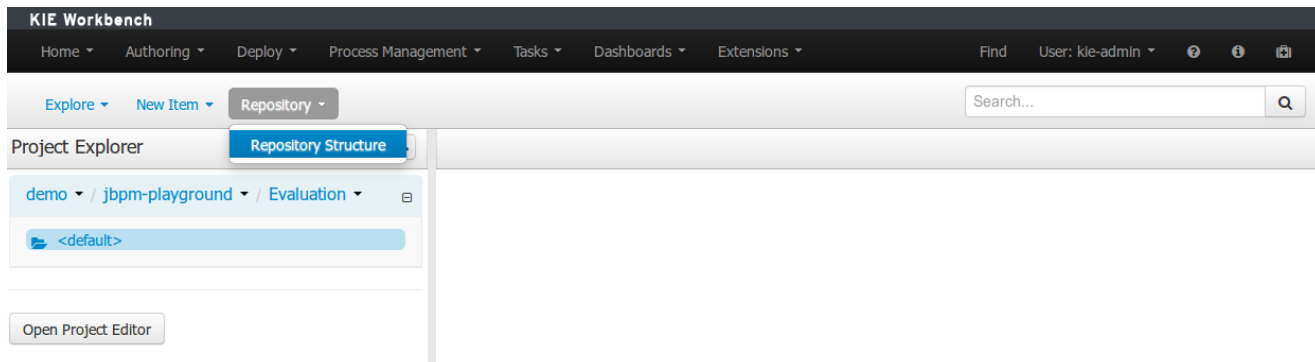 KIE Workbench
Home Authoring Deploy Process Management Tasks Dashboards Extensions Find User: kie-admin
Explore New Item Repository Search...
Repository Structure
Project Explorer
demo / jbpm-playground / Evaluation
<default>
Open Project Editor